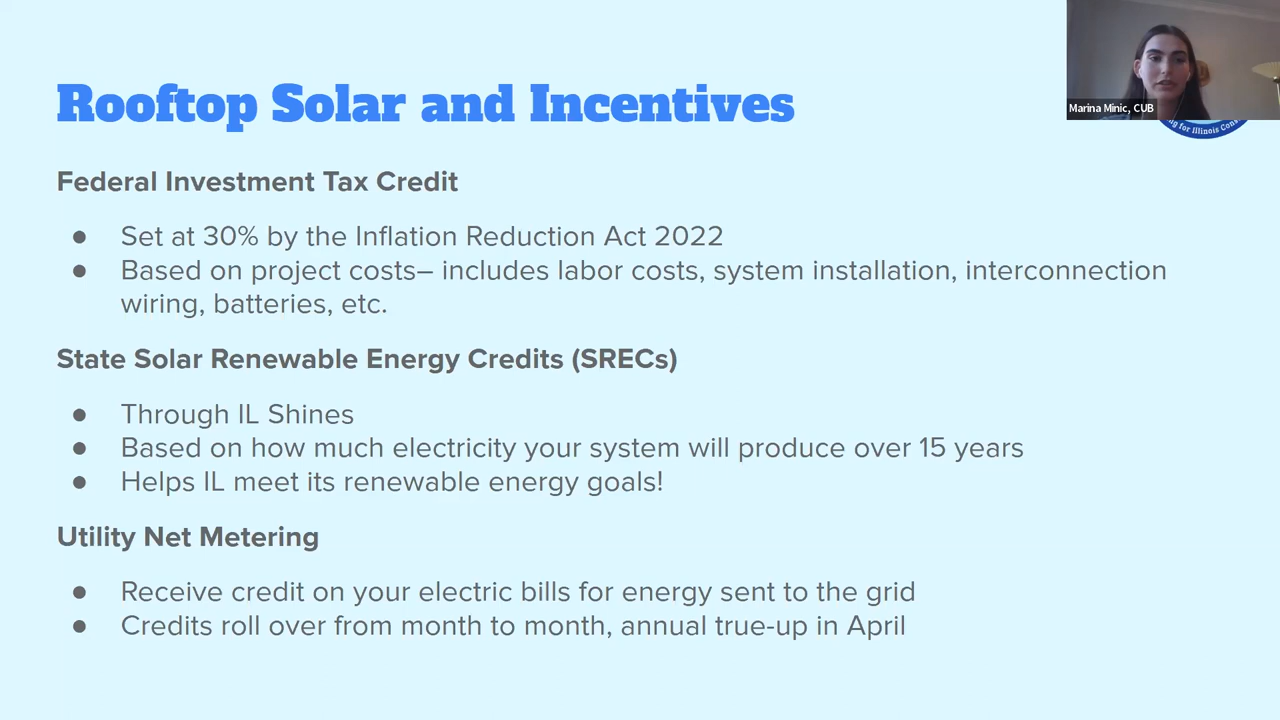 Rooftop Solar and Incentives
Marina Minic, CUB
for Illinois
Federal Investment Tax Credit
● Set at 30% by the Inflation Reduction Act 2022
● Based on project costs– includes labor costs, system installation, interconnection
wiring, batteries, etc.
State Solar Renewable Energy Credits (SRECs)
● Through IL Shines
● Based on how much electricity your system will produce over 15 years
● Helps IL meet its renewable energy goals!
Utility Net Metering
● Receive credit on your electric bills for energy sent to the grid
● Credits roll over from month to month, annual true-up in April